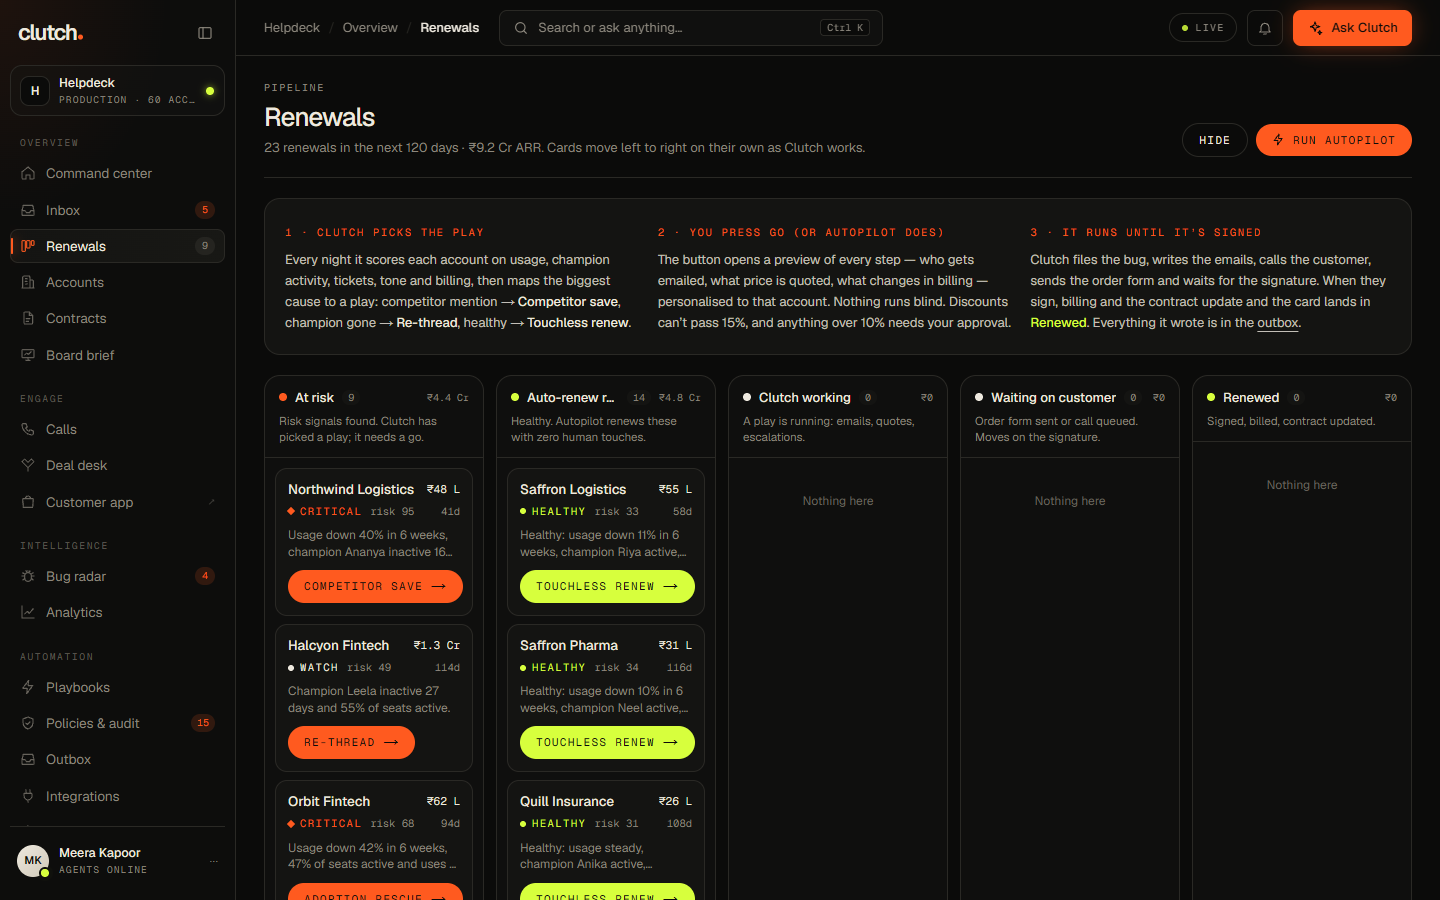 clutch.
H
Helpdeck
PRODUCTION · 60 ACC…
OVERVIEW
Command center
Inbox 5
Renewals 9
Accounts
Contracts
Board brief
ENGAGE
Calls
Deal desk
Customer app ↗
INTELLIGENCE
Bug radar 4
Analytics
AUTOMATION
Playbooks
Policies & audit 15
Outbox
Integrations
MK
Meera Kapoor
AGENTS ONLINE
...
Helpdeck / Overview / Renewals
Search or ask anything...
Ctrl K
LIVE
Ask Clutch
PIPELINE
Renewals
23 renewals in the next 120 days · ₹9.2 Cr ARR. Cards move left to right on their own as Clutch works.
HIDE
RUN AUTOPILOT
1 · CLUTCH PICKS THE PLAY
Every night it scores each account on usage, champion
activity, tickets, tone and billing, then maps the biggest
cause to a play: competitor mention → Competitor save,
champion gone → Re-thread, healthy → Touchless renew.
2 · YOU PRESS GO (OR AUTOPILOT DOES)
The button opens a preview of every step — who gets
emailed, what price is quoted, what changes in billing —
personalised to that account. Nothing runs blind. Discounts
can't pass 15%, and anything over 10% needs your approval.
3 · IT RUNS UNTIL IT'S SIGNED
Clutch files the bug, writes the emails, calls the customer,
sends the order form and waits for the signature. When they
sign, billing and the contract update and the card lands in
Renewed. Everything it wrote is in the outbox.
At risk 9 ₹4.4 Cr
Risk signals found. Clutch has
picked a play; it needs a go.
Northwind Logistics ₹48 L
CRITICAL risk 95 41d
Usage down 40% in 6 weeks,
champion Ananya inactive 16…
COMPETITOR SAVE →
Halcyon Fintech ₹1.3 Cr
WATCH risk 49 114d
Champion Leela inactive 27
days and 55% of seats active.
RE-THREAD →
Orbit Fintech ₹62 L
CRITICAL risk 68 94d
Usage down 42% in 6 weeks,
47% of seats active and uses …
ADOPTION RESCUE →
Auto-renew r… 14 ₹4.8 Cr
Healthy. Autopilot renews these
with zero human touches.
Saffron Logistics ₹55 L
HEALTHY risk 33 58d
Healthy: usage down 11% in 6
weeks, champion Riya active,…
TOUCHLESS RENEW →
Saffron Pharma ₹31 L
HEALTHY risk 34 116d
Healthy: usage down 10% in 6
weeks, champion Neel active,…
TOUCHLESS RENEW →
Quill Insurance ₹26 L
HEALTHY risk 31 108d
Healthy: usage steady,
champion Anika active,…
TOUCHLESS RENEW →
Clutch working 0 ₹0
A play is running: emails, quotes,
escalations.
Nothing here
Waiting on customer 0 ₹0
Order form sent or call queued.
Moves on the signature.
Nothing here
Renewed 0 ₹0
Signed, billed, contract updated.
Nothing here